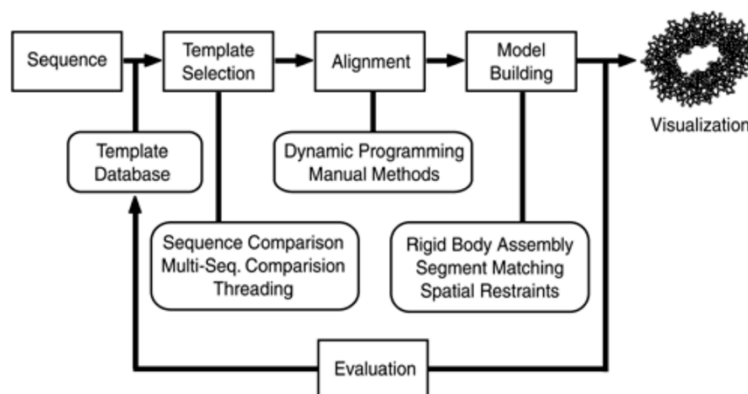 Sequence
Template
Selection
Alignment
Model
Building
Visualization
Template
Database
Dynamic Programming
Manual Methods
Sequence Comparison
Multi-Seq. Comparision
Threading
Rigid Body Assembly
Segment Matching
Spatial Restraints
Evaluation